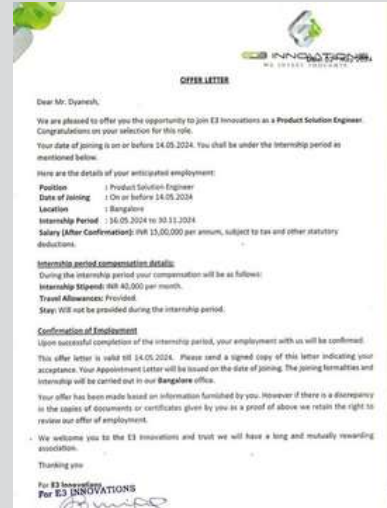 E3 INNOVATIONS
OFFER LETTER
Dear Mr. Dyanesh,
We are pleased to offer you the opportunity to join E3 Innovations as a Product Solution Engineer.
Congratulations on your selection for this role.
Your date of joining is on or before 14.05.2024. You shall be under the internship period as
mentioned below.
Here are the details of your anticipated employment:
Position : Product Solution Engineer
Date of Joining : On or before 14.05.2024
Location : Bangalore
Internship Period : 16.05.2024 to 30.11.2024
Salary (After Confirmation): INR 15,00,000 per annum, subject to tax and other statutory
deductions.
Internship period compensation details:
During the internship period your compensation will be as follows:
Internship Stipend: INR 40,000 per month.
Travel Allowances: Provided.
Stay: Will not be provided during the internship period.
Confirmation of Employment
Upon successful completion of the internship period, your employment with us will be confirmed.
This offer letter is valid till 14.05.2024. Please send a signed copy of this letter indicating your
acceptance. Your Appointment Letter will be issued on the date of joining. The joining formalities and
internship will be carried out in our Bangalore office.
Your offer has been made based on information furnished by you. However if there is a discrepancy
in the copies of documents or certificates given by you as a proof of above we retain the right to
review our offer of employment.
We welcome you to the E3 Innovations and trust we will have a long and mutually rewarding
association.
Thanking you
For E3 Innovations
For E3 INNOVATIONS